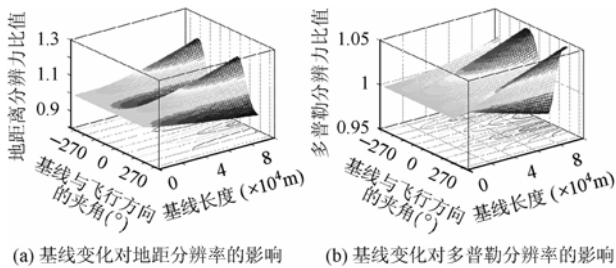 1.3
1.1
0.9
地距离分辨力比值
-270
0
270
基线与飞行方向
的夹角(°)
0
4
8
基线长度 (×10⁴m)
(a) 基线变化对地距分辨率的影响
1.05
1
0.95
多普勒分辨力比值
-270
0
270
基线与飞行方向
的夹角(°)
0
4
8
基线长度 (×10⁴m)
(b) 基线变化对多普勒分辨率的影响